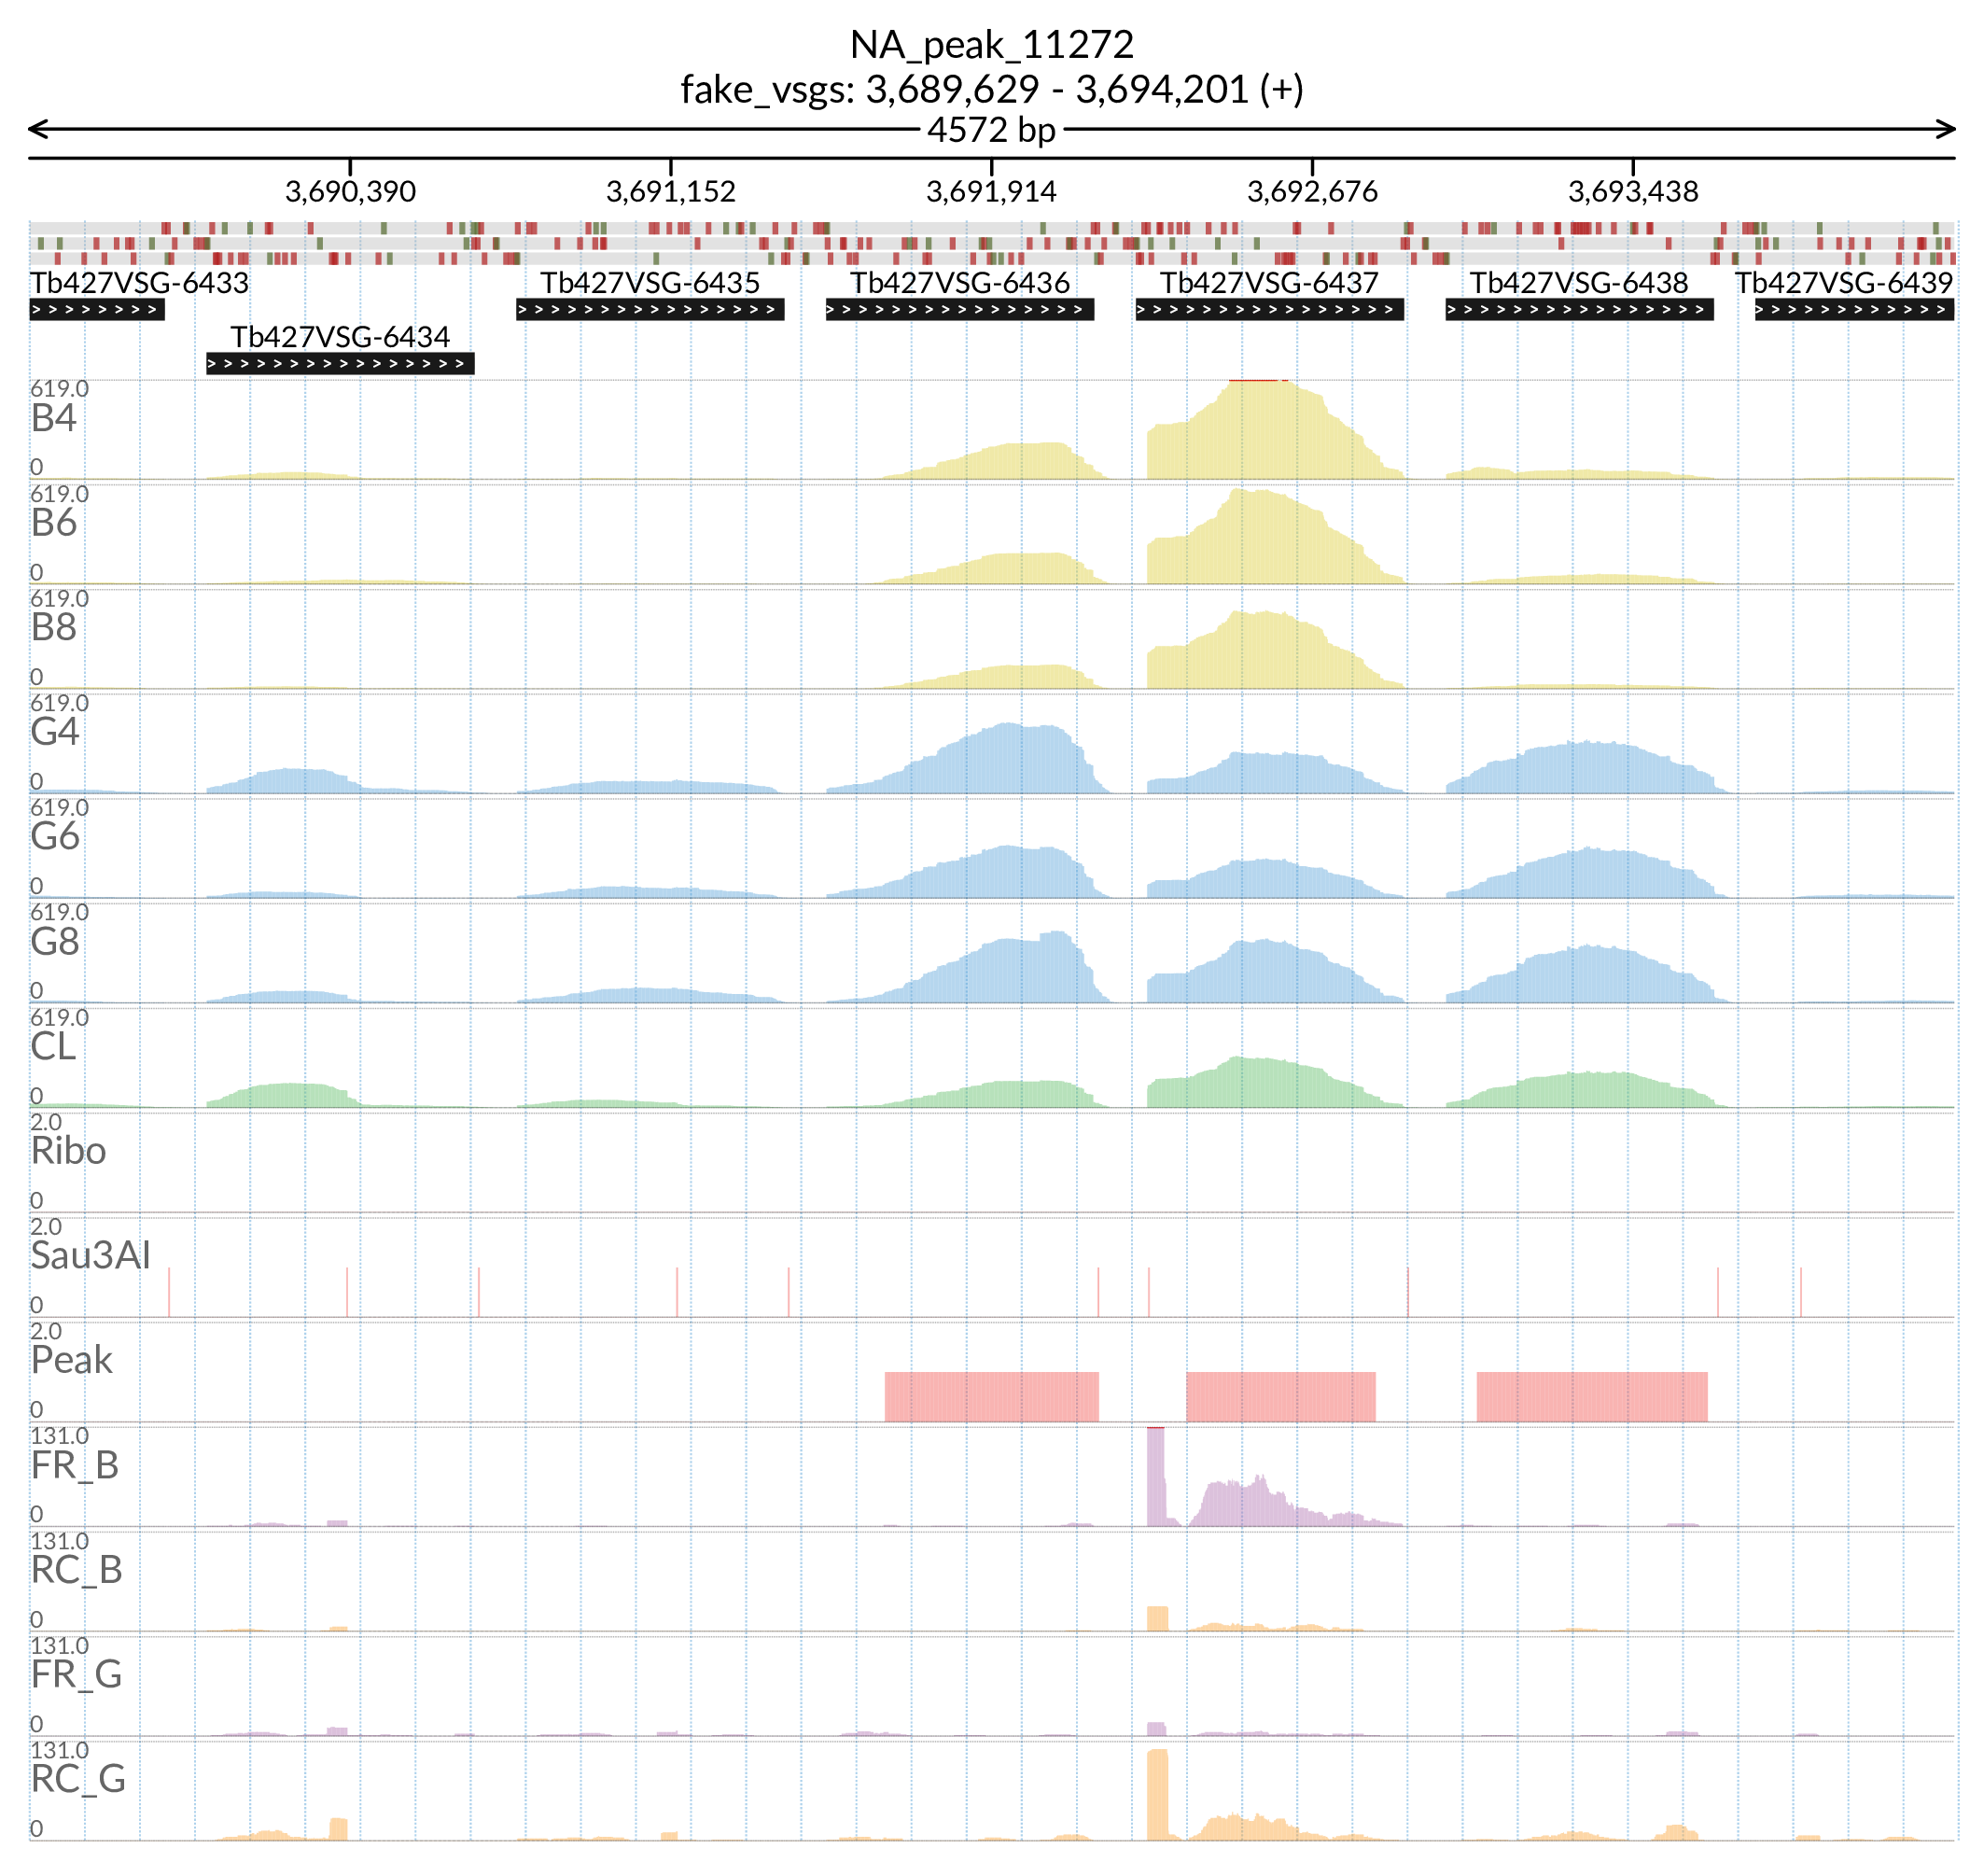 NA_peak_11272
fake_vsgs: 3,689,629 - 3,694,201 (+)
4572 bp
3,690,390 3,691,152 3,691,914 3,692,676 3,693,438
Tb427VSG-6433 Tb427VSG-6435 Tb427VSG-6436 Tb427VSG-6437 Tb427VSG-6438 Tb427VSG-6439
Tb427VSG-6434
619.0
B4
0
619.0
B6
0
619.0
B8
0
619.0
G4
0
619.0
G6
0
619.0
G8
0
619.0
CL
0
2.0
Ribo
0
2.0
Sau3AI
0
2.0
Peak
0
131.0
FR_B
0
131.0
RC_B
0
131.0
FR_G
0
131.0
RC_G
0